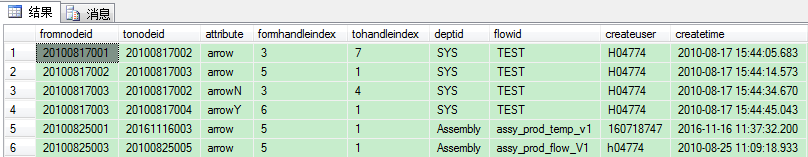 结果 消息
fromnodeid tonodeid attribute formhandleindex tohandleindex deptid flowid createuser createtime
1 20100817001 20100817002 arrow 3 7 SYS TEST H04774 2010-08-17 15:44:05.683
2 20100817002 20100817003 arrow 5 1 SYS TEST H04774 2010-08-17 15:44:14.573
3 20100817003 20100817002 arrowN 3 4 SYS TEST H04774 2010-08-17 15:44:34.670
4 20100817003 20100817004 arrowY 6 1 SYS TEST H04774 2010-08-17 15:44:45.043
5 20100825001 20161116003 arrow 5 1 Assembly assy_prod_temp_v1 160718747 2016-11-16 11:37:32.200
6 20100825003 20100825005 arrow 5 1 Assembly assy_prod_flow_V1 h04774 2010-08-25 11:09:18.933